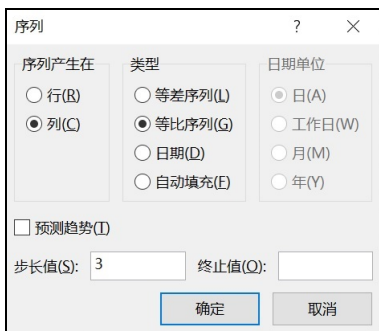 序列 ? ×
序列产生在 类型 日期单位
行(R) 等差序列(L) 日(A)
列(C) 等比序列(G) 工作日(W)
日期(D) 月(M)
自动填充(F) 年(Y)
预测趋势(T)
步长值(S): 3 终止值(O):
确定 取消